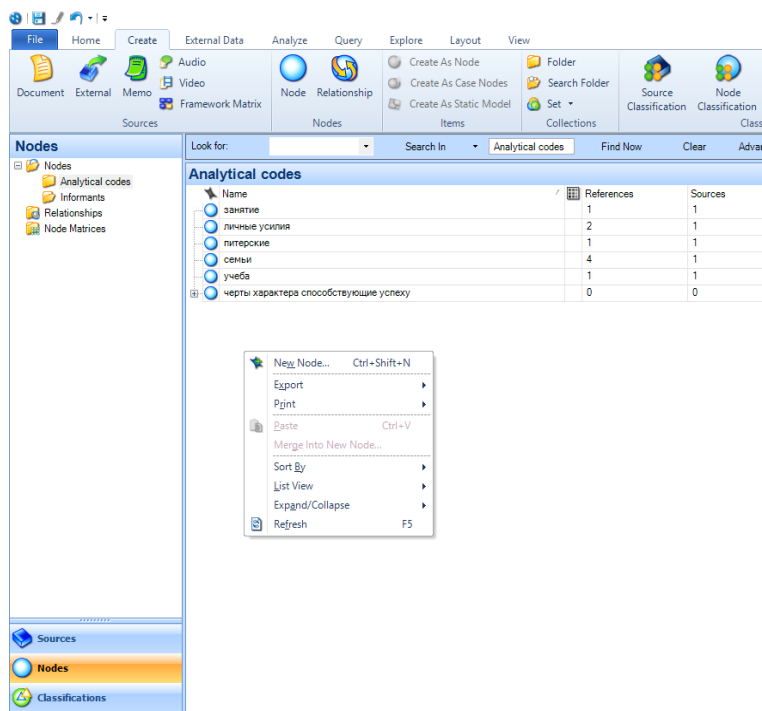 File Home Create External Data Analyze Query Explore Layout View
Document External Memo
Audio
Video
Framework Matrix
Sources
Node Relationship
Nodes
Create As Node
Create As Case Nodes
Create As Static Model
Items
Folder
Search Folder
Set
Collections
Source Classification
Node Classification
Class
Nodes
Look for: Search In Analytical codes Find Now Clear Advan
Nodes
Analytical codes
Informants
Relationships
Node Matrices
Analytical codes
Name References Sources
занятие 1 1
личные усилия 2 1
питерские 1 1
семьи 4 1
учеба 1 1
черты характера способствующие успеху 0 0
New Node... Ctrl+Shift+N
Export
Print
Paste Ctrl+V
Merge Into New Node...
Sort By
List View
Expand/Collapse
Refresh F5
Sources
Nodes
Classifications